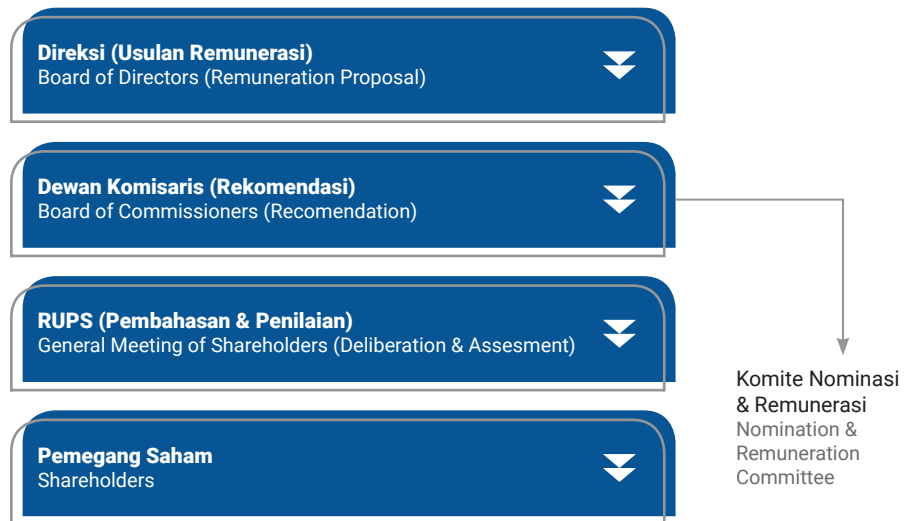 Direksi (Usulan Remunerasi)
Board of Directors (Remuneration Proposal)
Dewan Komisaris (Rekomendasi)
Board of Commissioners (Recomendation)
RUPS (Pembahasan & Penilaian)
General Meeting of Shareholders (Deliberation & Assesment)
Komite Nominasi
& Remunerasi
Nomination &
Remuneration
Committee
Pemegang Saham
Shareholders